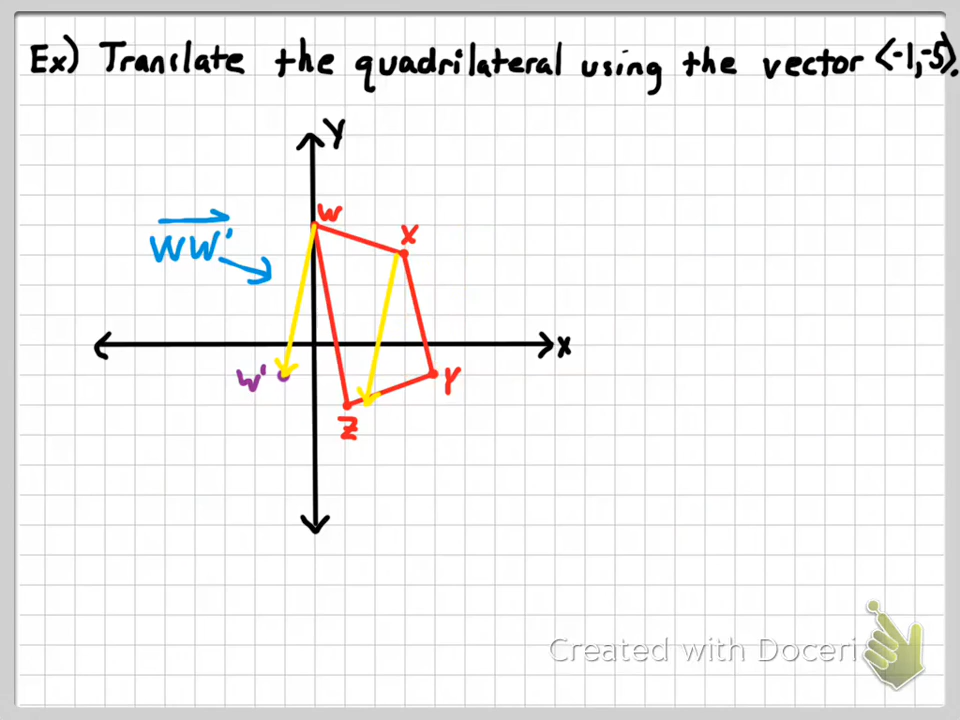 Ex) Translate the quadrilateral using the vector <-1,-5>.
Y
W
X
WW'
X
W'
Y
Z
Created with Doceri